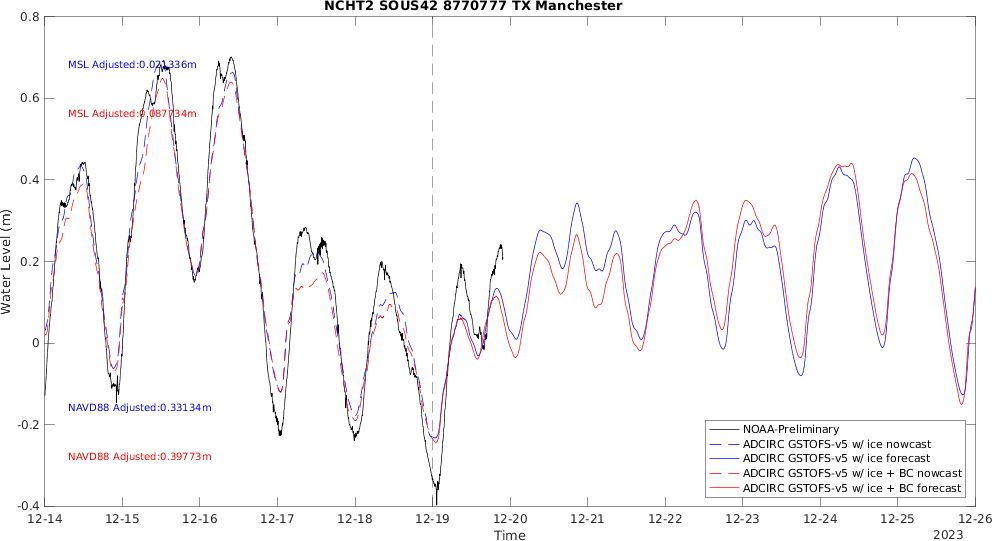 NCHT2 SOUS42 8770777 TX Manchester
0.8
0.6
0.4
0.2
0
-0.2
-0.4
Water Level (m)
MSL Adjusted:0.021336m
MSL Adjusted:0.087734m
NAVD88 Adjusted:0.33134m
NAVD88 Adjusted:0.39773m
NOAA-Preliminary
ADCIRC GSTOFS-v5 w/ ice nowcast
ADCIRC GSTOFS-v5 w/ ice forecast
ADCIRC GSTOFS-v5 w/ ice + BC nowcast
ADCIRC GSTOFS-v5 w/ ice + BC forecast
12-14 12-15 12-16 12-17 12-18 12-19 12-20 12-21 12-22 12-23 12-24 12-25 12-26
Time
2023